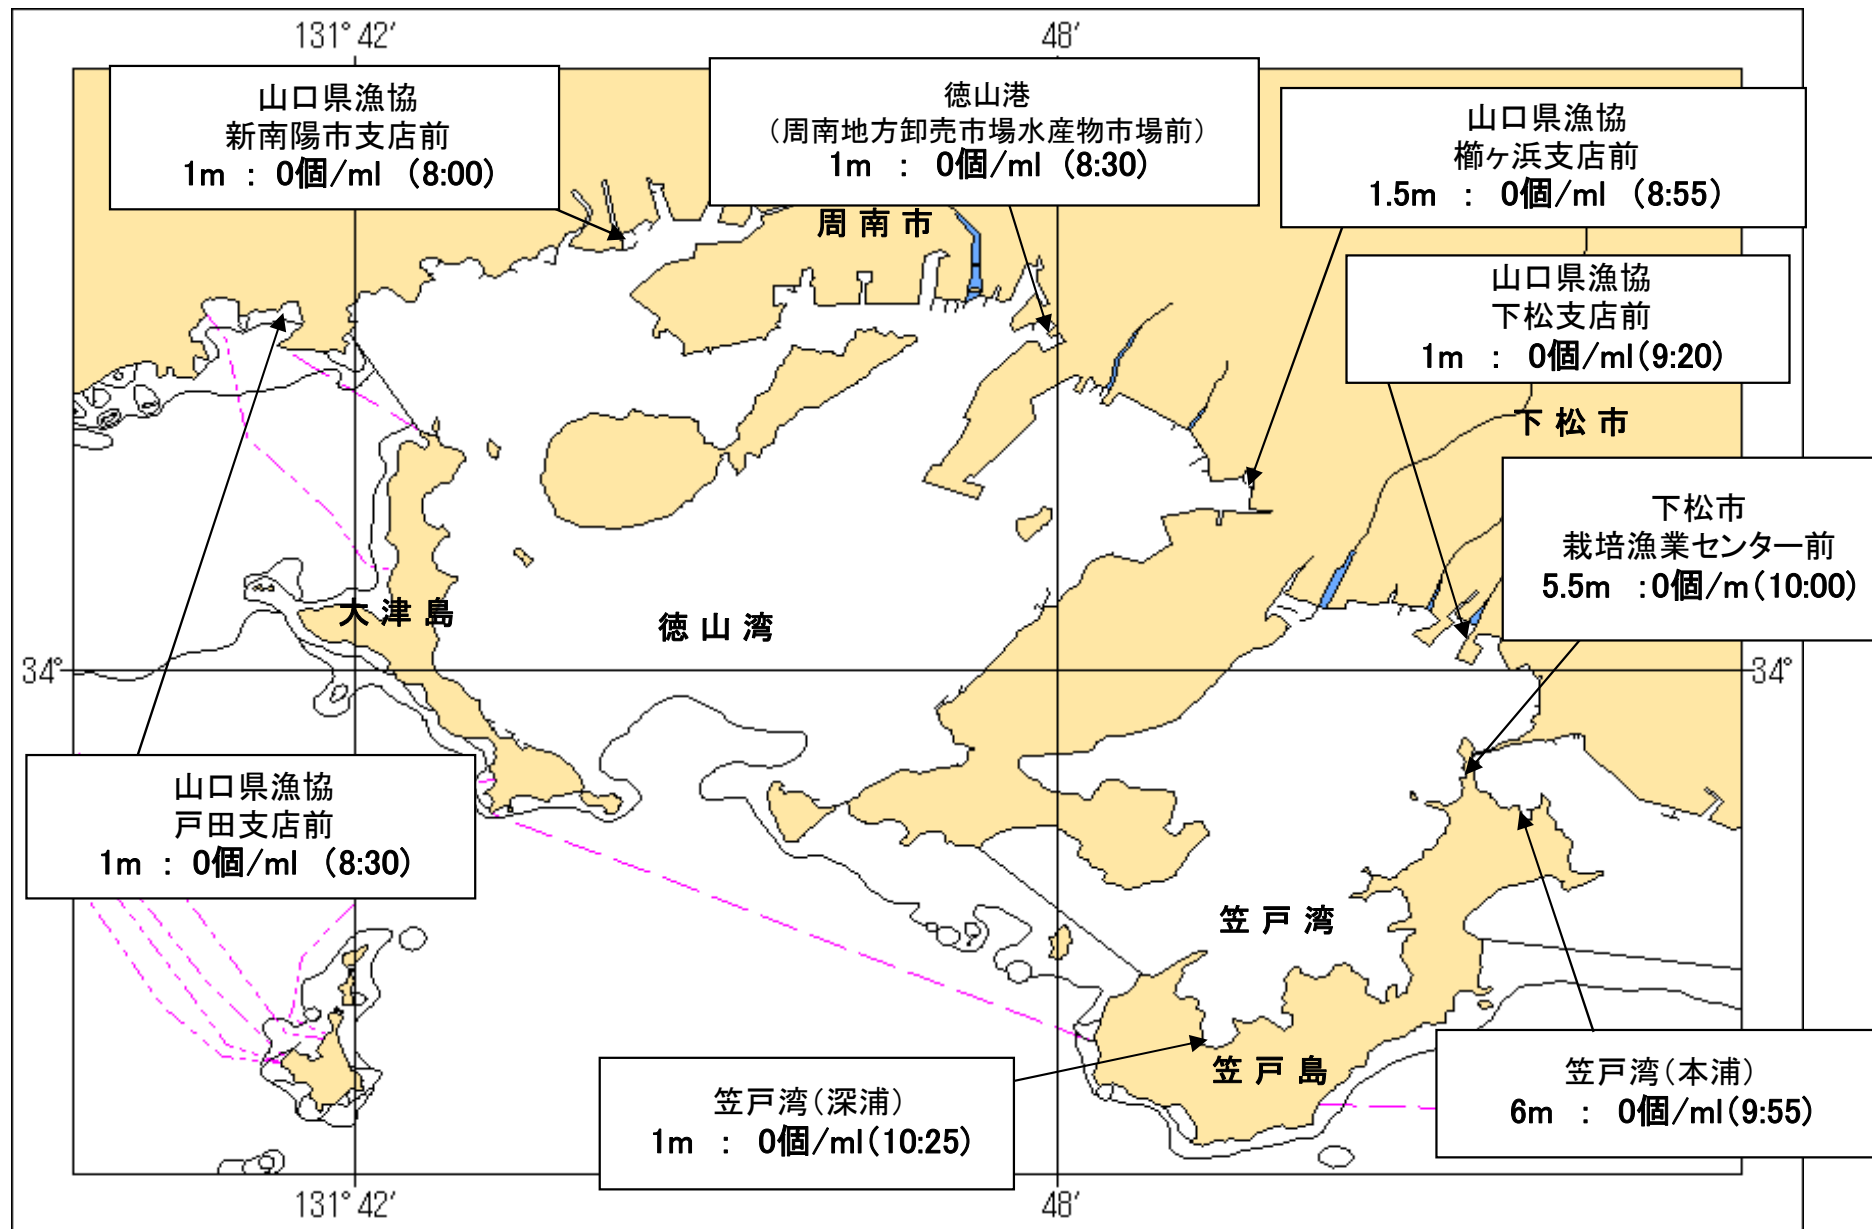 131°42′
48′
山口県漁協
新南陽市支店前
1m : 0個/ml (8:00)
徳山港
(周南地方卸売市場水産物市場前)
1m : 0個/ml (8:30)
山口県漁協
櫛ヶ浜支店前
1.5m : 0個/ml (8:55)
周南市
山口県漁協
下松支店前
1m : 0個/ml(9:20)
下松市
下松市
栽培漁業センター前
5.5m :0個/m(10:00)
大津島
徳山湾
34°
34°
山口県漁協
戸田支店前
1m : 0個/ml (8:30)
笠戸湾
笠戸島
笠戸湾(深浦)
1m : 0個/ml(10:25)
笠戸湾(本浦)
6m : 0個/ml(9:55)
131°42′
48′